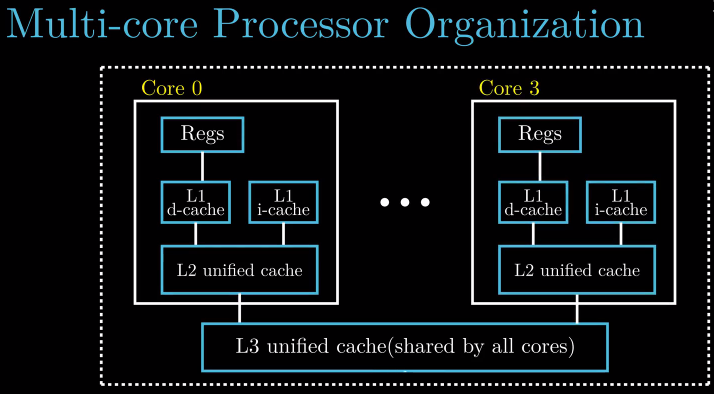 Multi-core Processor Organization
Core 0
Regs
L1
d-cache
L1
i-cache
L2 unified cache
• • •
Core 3
Regs
L1
d-cache
L1
i-cache
L2 unified cache
L3 unified cache(shared by all cores)